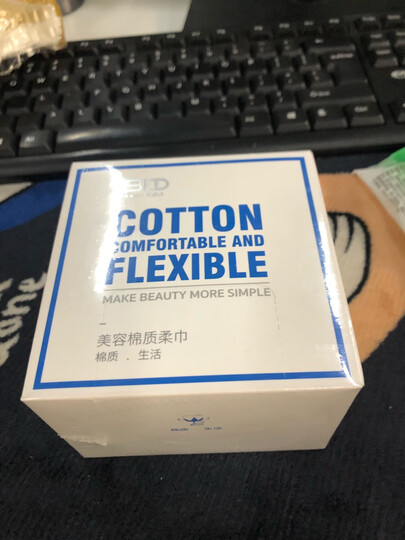 COTTON
COMFORTABLE AND
FLEXIBLE
MAKE BEAUTY MORE SIMPLE
美容棉质柔巾
棉质 . 生活